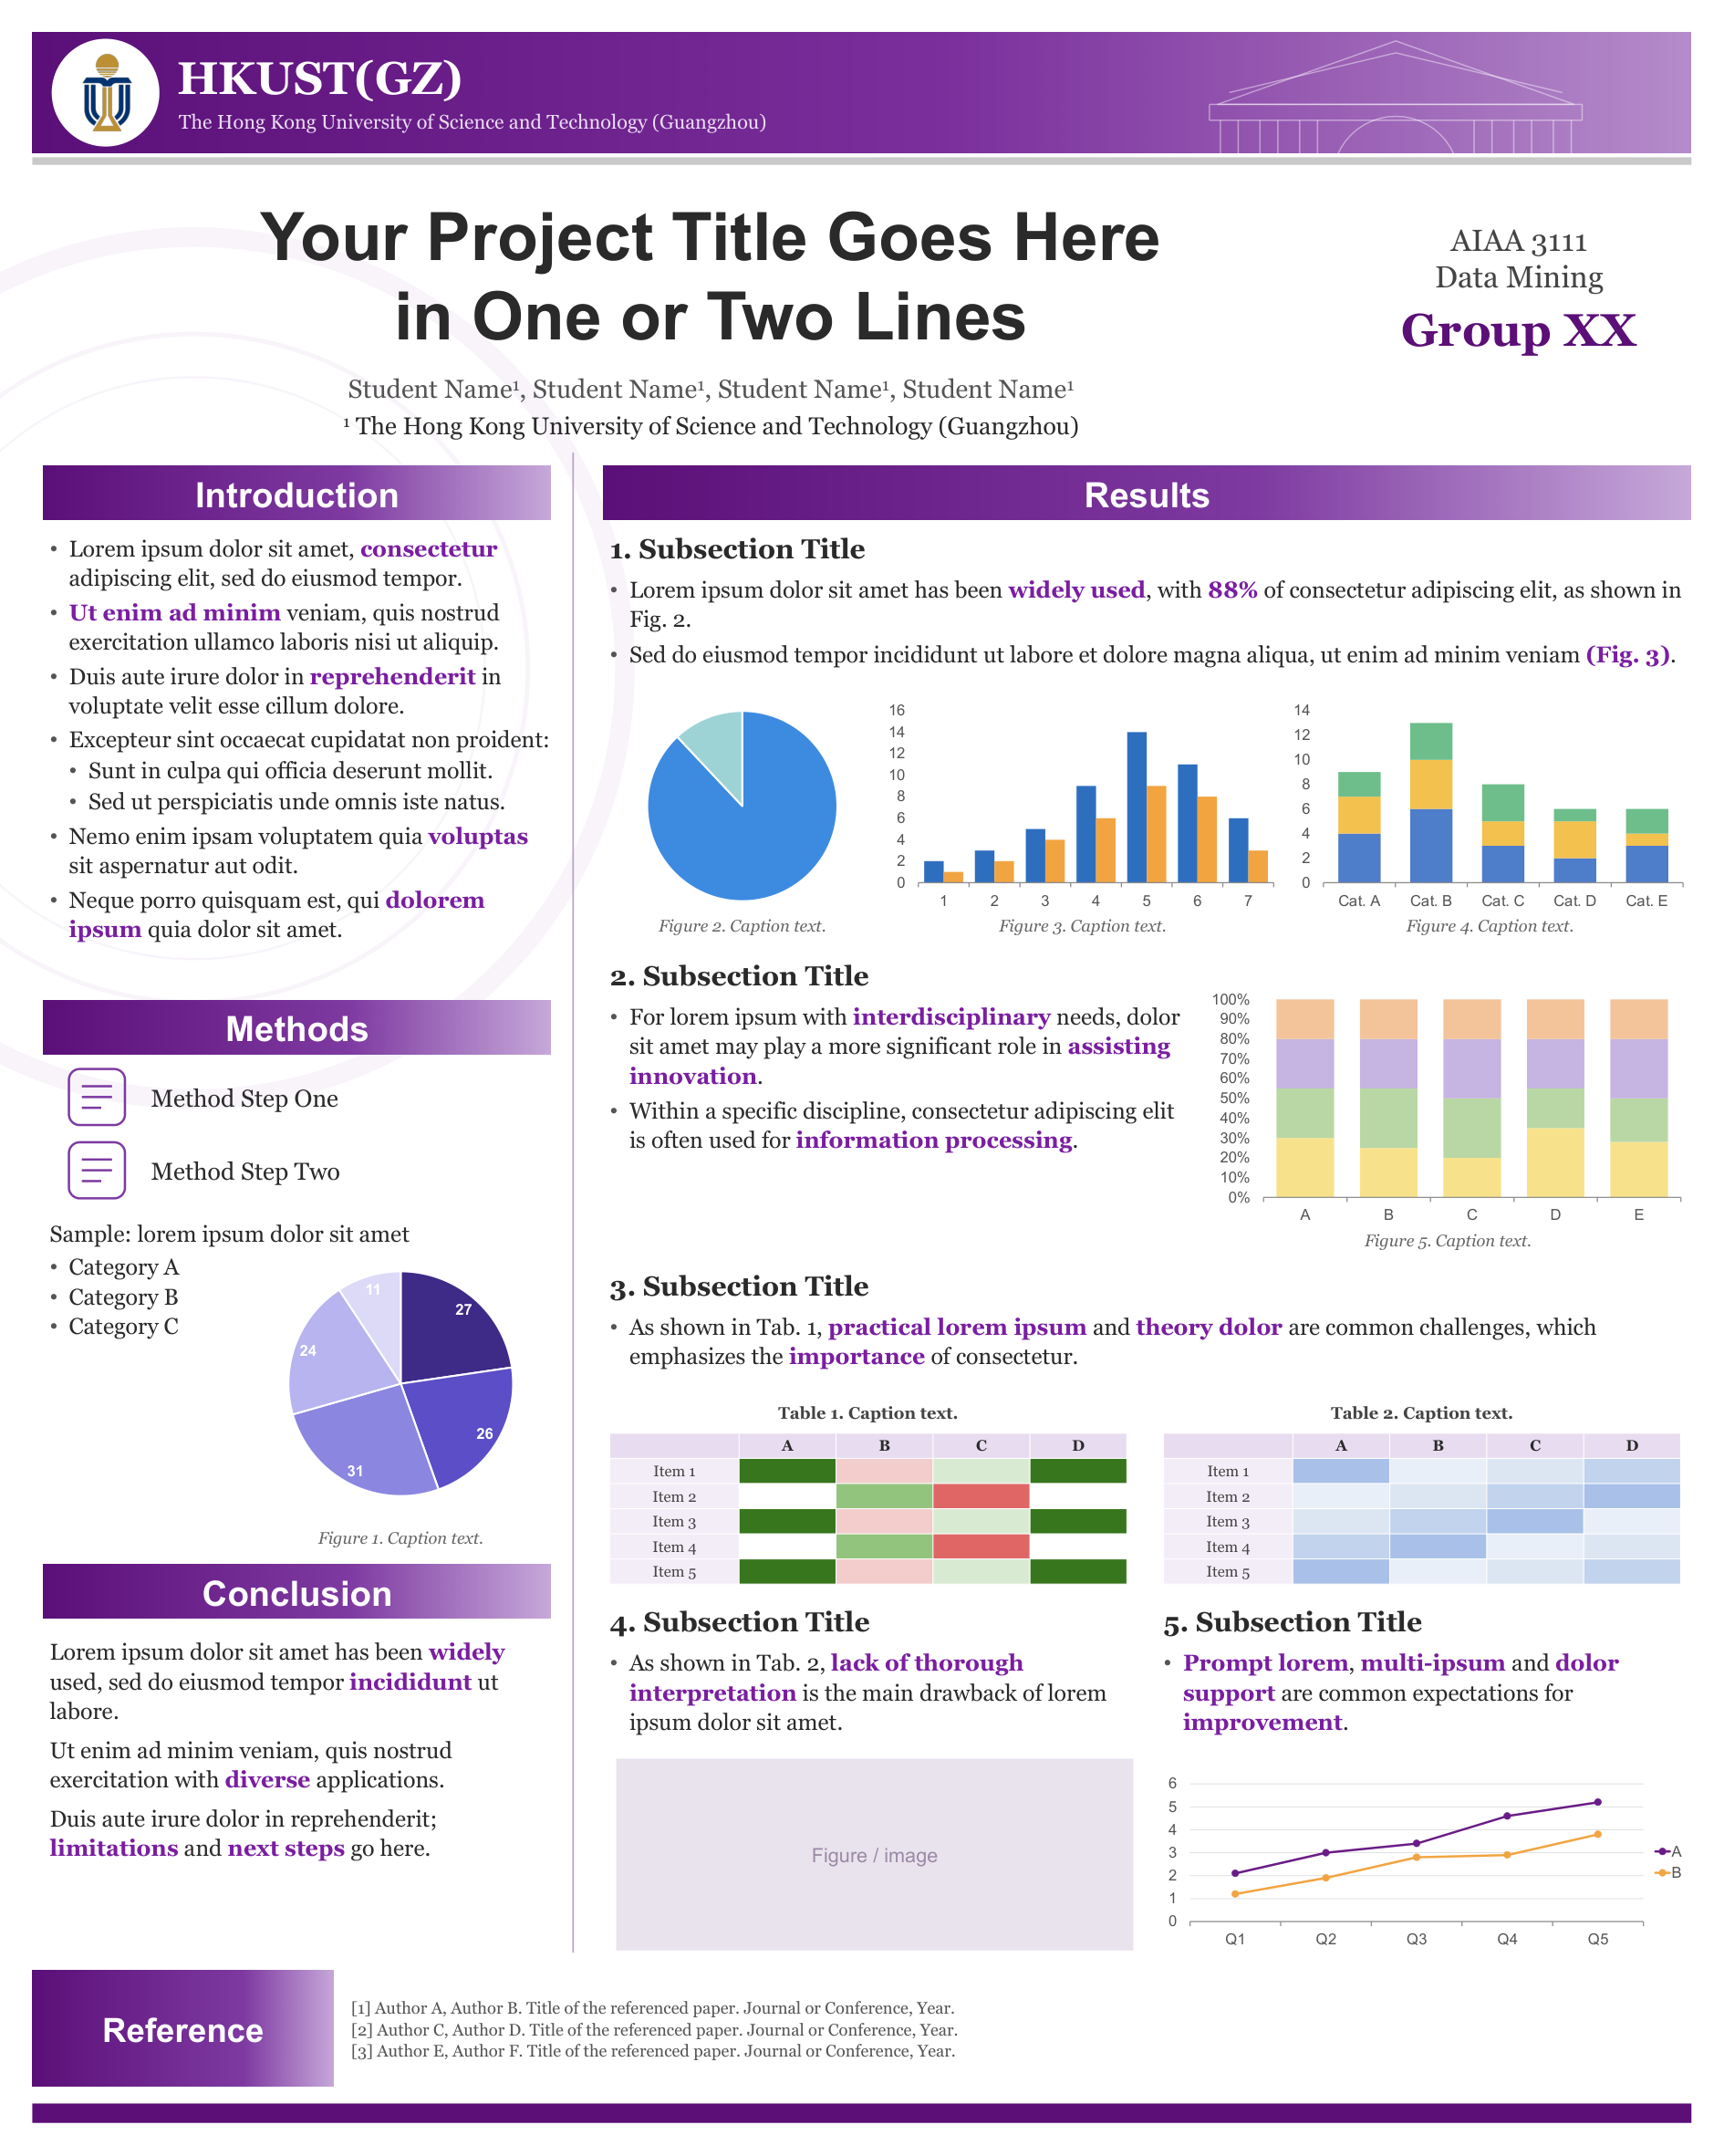 HKUST(GZ)
The Hong Kong University of Science and Technology (Guangzhou)
Your Project Title Goes Here
in One or Two Lines
Student Name¹, Student Name¹, Student Name¹, Student Name¹
¹ The Hong Kong University of Science and Technology (Guangzhou)
AIAA 3111
Data Mining
Group XX
Introduction
• Lorem ipsum dolor sit amet, consectetur
adipiscing elit, sed do eiusmod tempor.
• Ut enim ad minim veniam, quis nostrud
exercitation ullamco laboris nisi ut aliquip.
• Duis aute irure dolor in reprehenderit in
voluptate velit esse cillum dolore.
• Excepteur sint occaecat cupidatat non proident:
• Sunt in culpa qui officia deserunt mollit.
• Sed ut perspiciatis unde omnis iste natus.
• Nemo enim ipsam voluptatem quia voluptas
sit aspernatur aut odit.
• Neque porro quisquam est, qui dolorem
ipsum quia dolor sit amet.
Methods
Method Step One
Method Step Two
Sample: lorem ipsum dolor sit amet
• Category A
• Category B
• Category C
11
27
24
26
31
Figure 1. Caption text.
Conclusion
Lorem ipsum dolor sit amet has been widely
used, sed do eiusmod tempor incididunt ut
labore.
Ut enim ad minim veniam, quis nostrud
exercitation with diverse applications.
Duis aute irure dolor in reprehenderit;
limitations and next steps go here.
Results
1. Subsection Title
• Lorem ipsum dolor sit amet has been widely used, with 88% of consectetur adipiscing elit, as shown in
Fig. 2.
• Sed do eiusmod tempor incididunt ut labore et dolore magna aliqua, ut enim ad minim veniam (Fig. 3).
Figure 2. Caption text.
16
14
12
10
8
6
4
2
0
1 2 3 4 5 6 7
Figure 3. Caption text.
14
12
10
8
6
4
2
0
Cat. A Cat. B Cat. C Cat. D Cat. E
Figure 4. Caption text.
2. Subsection Title
• For lorem ipsum with interdisciplinary needs, dolor
sit amet may play a more significant role in assisting
innovation.
• Within a specific discipline, consectetur adipiscing elit
is often used for information processing.
100%
90%
80%
70%
60%
50%
40%
30%
20%
10%
0%
A B C D E
Figure 5. Caption text.
3. Subsection Title
• As shown in Tab. 1, practical lorem ipsum and theory dolor are common challenges, which
emphasizes the importance of consectetur.
Table 1. Caption text.
A B C D
Item 1
Item 2
Item 3
Item 4
Item 5
Table 2. Caption text.
A B C D
Item 1
Item 2
Item 3
Item 4
Item 5
4. Subsection Title
• As shown in Tab. 2, lack of thorough
interpretation is the main drawback of lorem
ipsum dolor sit amet.
Figure / image
5. Subsection Title
• Prompt lorem, multi-ipsum and dolor
support are common expectations for
improvement.
6
5
4
3
2
1
0
Q1 Q2 Q3 Q4 Q5
A
B
Reference
[1] Author A, Author B. Title of the referenced paper. Journal or Conference, Year.
[2] Author C, Author D. Title of the referenced paper. Journal or Conference, Year.
[3] Author E, Author F. Title of the referenced paper. Journal or Conference, Year.